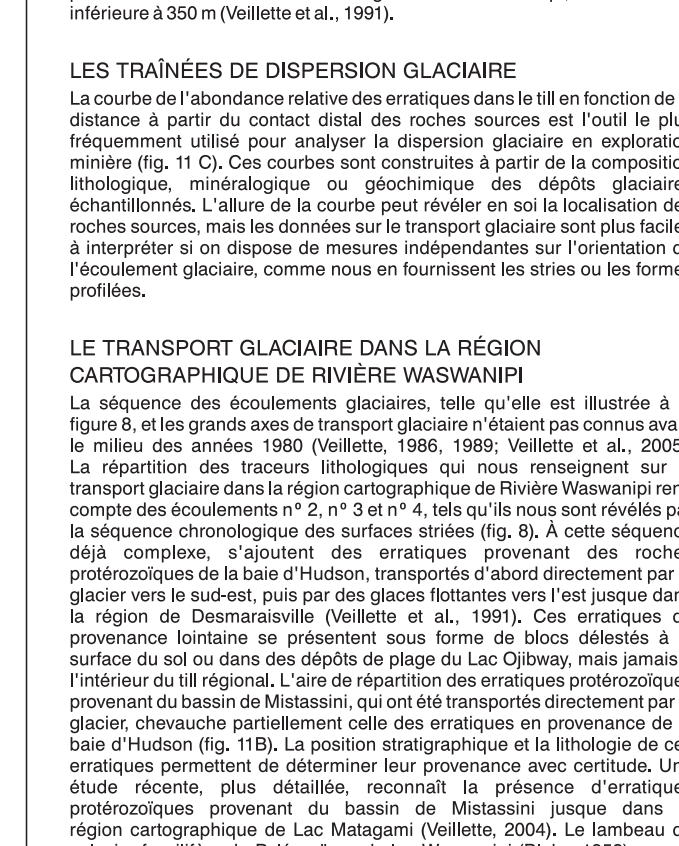 inférieure à 350 m (Veillette et al., 1991).
LES TRAÎNÉES DE DISPERSION GLACIAIRE
La courbe de l'abondance relative des erratiques dans le till en fonction de
distance à partir du contact distal des roches sources est l'outil le plu
fréquemment utilisé pour analyser la dispersion glaciaire en exploratio
minière (fig. 11 C). Ces courbes sont construites à partir de la compositio
lithologique, minéralogique ou géochimique des dépôts glaciaire
échantillonnés. L'allure de la courbe peut révéler en soi la localisation de
roches sources, mais les données sur le transport glaciaire sont plus facile
à interpréter si on dispose de mesures indépendantes sur l'orientation d
l'écoulement glaciaire, comme nous en fournissent les stries ou les forme
profilées.
LE TRANSPORT GLACIAIRE DANS LA RÉGION
CARTOGRAPHIQUE DE RIVIÈRE WASWANIPI
La séquence des écoulements glaciaires, telle qu'elle est illustrée à
figure 8, et les grands axes de transport glaciaire n'étaient pas connus ava
le milieu des années 1980 (Veillette, 1986, 1989; Veillette et al., 2005
La répartition des traceurs lithologiques qui nous renseignent sur
transport glaciaire dans la région cartographique de Rivière Waswanipi ren
compte des écoulements nº 2, nº 3 et nº 4, tels qu'ils nous sont révélés pa
la séquence chronologique des surfaces striées (fig. 8). À cette séquenc
déjà complexe, s'ajoutent des erratiques provenant des roche
protérozoïques de la baie d'Hudson, transportés d'abord directement par
glacier vers le sud-est, puis par des glaces flottantes vers l'est jusque dan
la région de Desmaraisville (Veillette et al., 1991). Ces erratiques d
provenance lointaine se présentent sous forme de blocs délestés à
surface du sol ou dans des dépôts de plage du Lac Ojibway, mais jamais
l'intérieur du till régional. L'aire de répartition des erratiques protérozoïque
provenant du bassin de Mistassini, qui ont été transportés directement par
glacier, chevauche partiellement celle des erratiques en provenance de
baie d'Hudson (fig. 11B). La position stratigraphique et la lithologie de ce
erratiques permettent de déterminer leur provenance avec certitude. Un
étude récente, plus détaillée, reconnaît la présence d'erratique
protérozoïques provenant du bassin de Mistassini jusque dans
région cartographique de Lac Matagami (Veillette, 2004). Le lambeau d